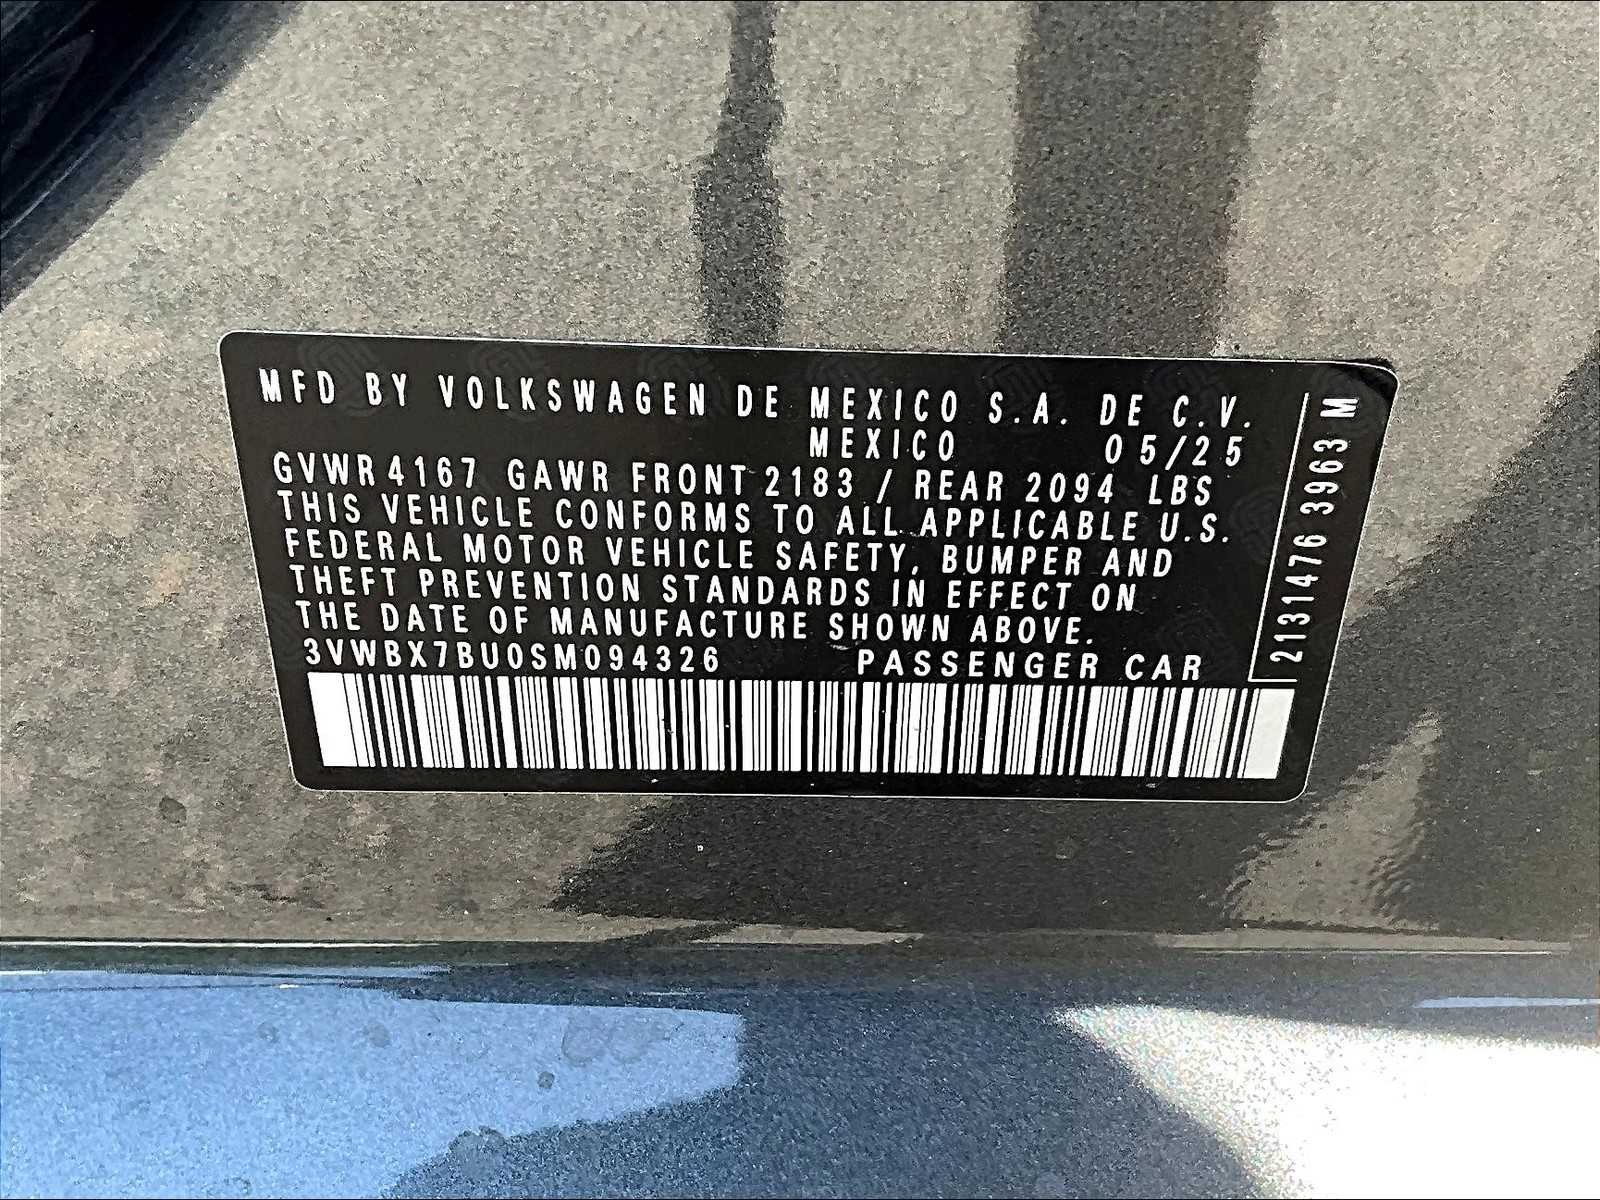 MFD BY VOLKSWAGEN DE MEXICO S.A. DE C.V.
MEXICO 05/25
GVWR 4167 GAWR FRONT 2183 / REAR 2094 LBS
THIS VEHICLE CONFORMS TO ALL APPLICABLE U.S.
FEDERAL MOTOR VEHICLE SAFETY, BUMPER AND
THEFT PREVENTION STANDARDS IN EFFECT ON
THE DATE OF MANUFACTURE SHOWN ABOVE.
3VWBX7BU0SM094326 PASSENGER CAR
2131476 3963 M